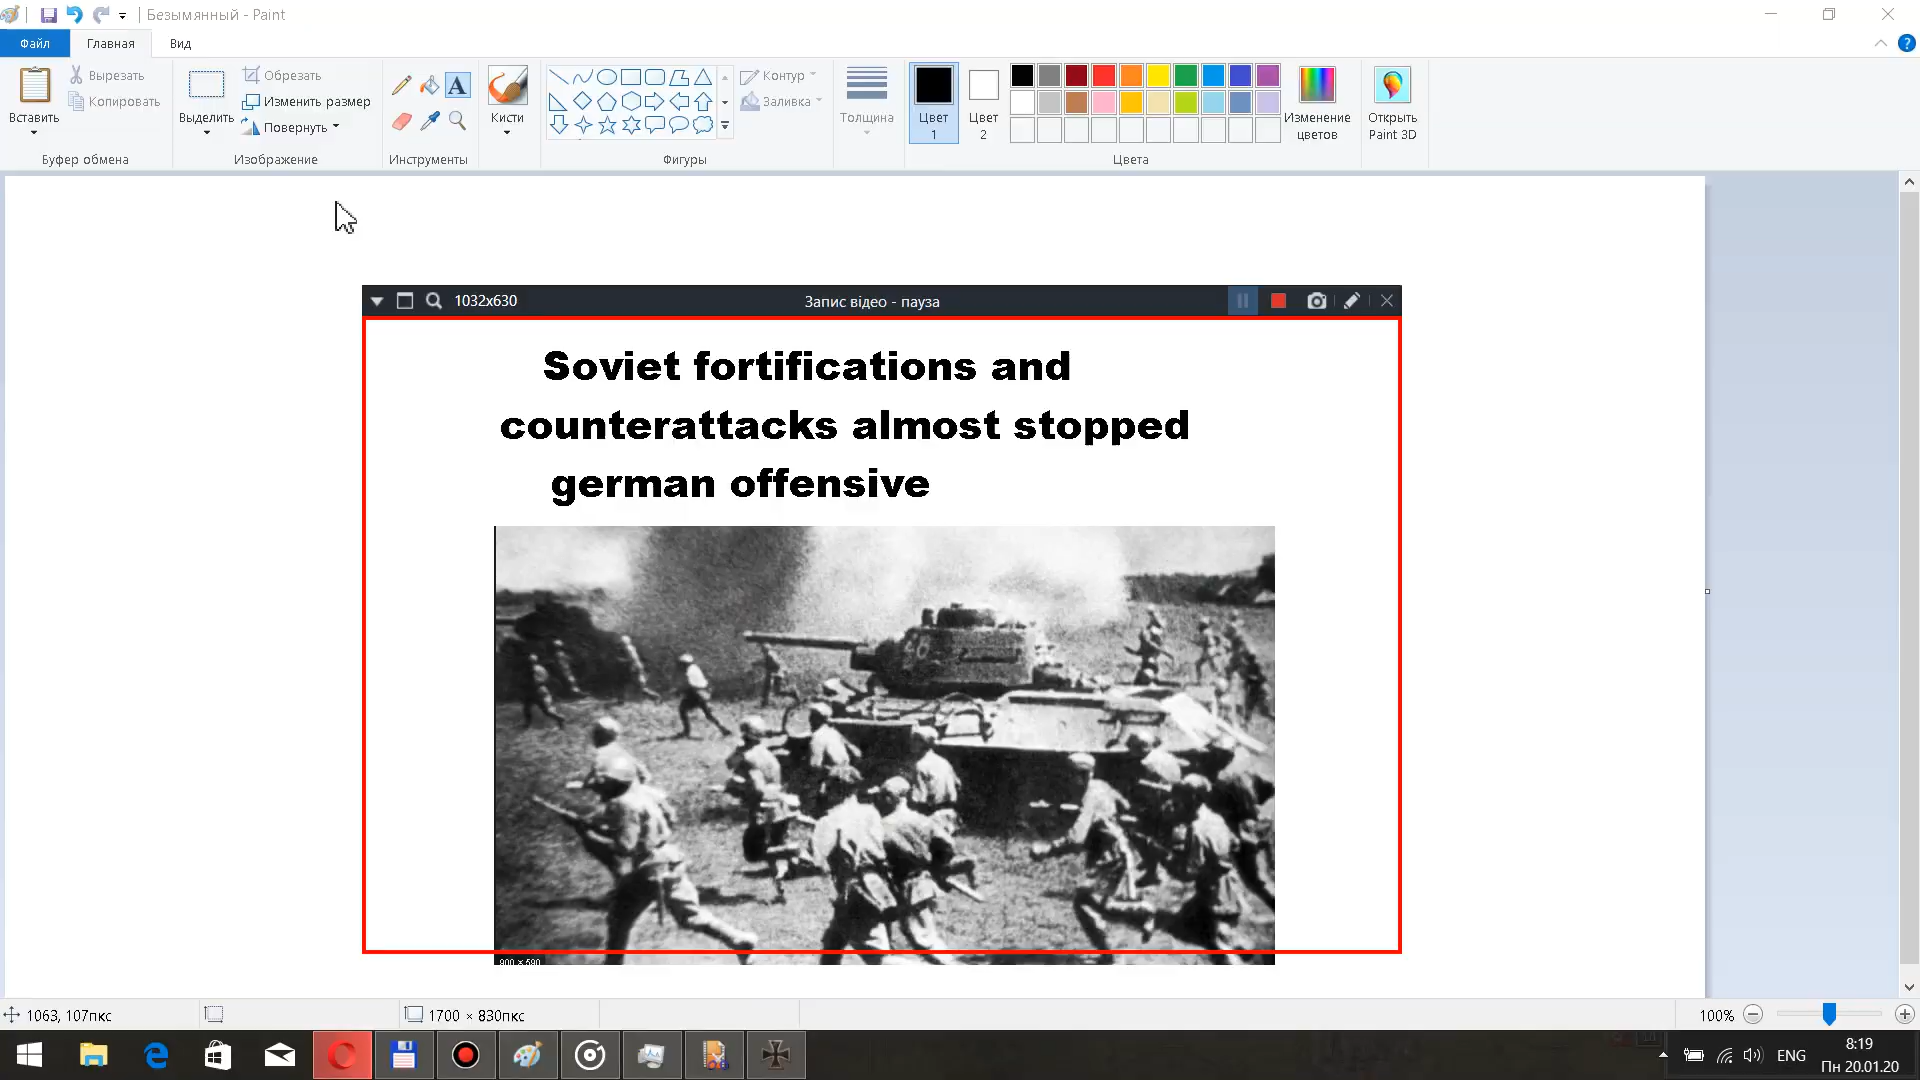 Безымянный - Paint
Файл
Главная
Вид
Вставить
Вырезать
Копировать
Буфер обмена
Выделить
Обрезать
Изменить размер
Повернуть
Изображение
A
Инструменты
Кисти
Контур
Заливка
Фигуры
Толщина
Цвет 1
Цвет 2
Изменение цветов
Цвета
Открыть Paint 3D
?
1032x630
Запис відео - пауза
Soviet fortifications and
counterattacks almost stopped
german offensive
900 × 590
1063, 107пкс
1700 × 830пкс
100%
ENG
8:19
Пн 20.01.20